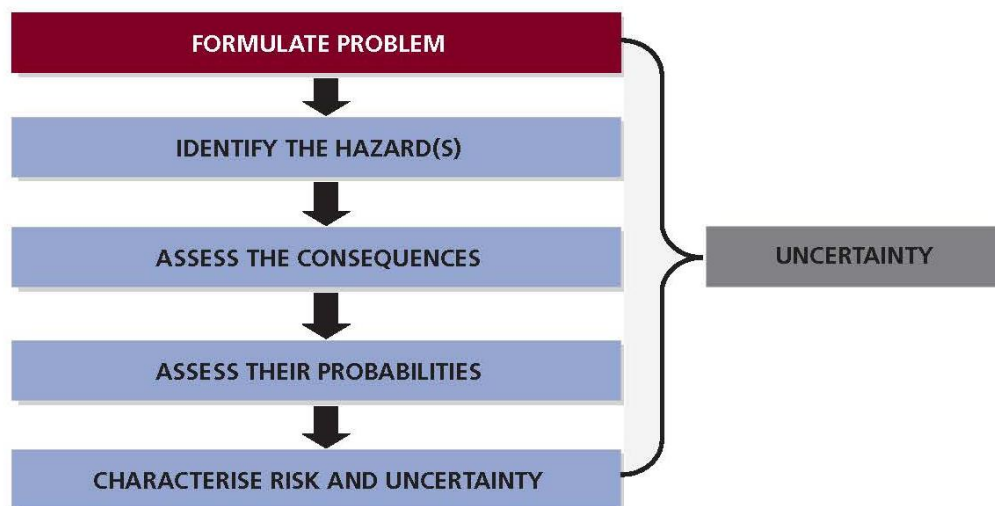 FORMULATE PROBLEM
IDENTIFY THE HAZARD(S)
ASSESS THE CONSEQUENCES
UNCERTAINTY
ASSESS THEIR PROBABILITIES
CHARACTERISE RISK AND UNCERTAINTY